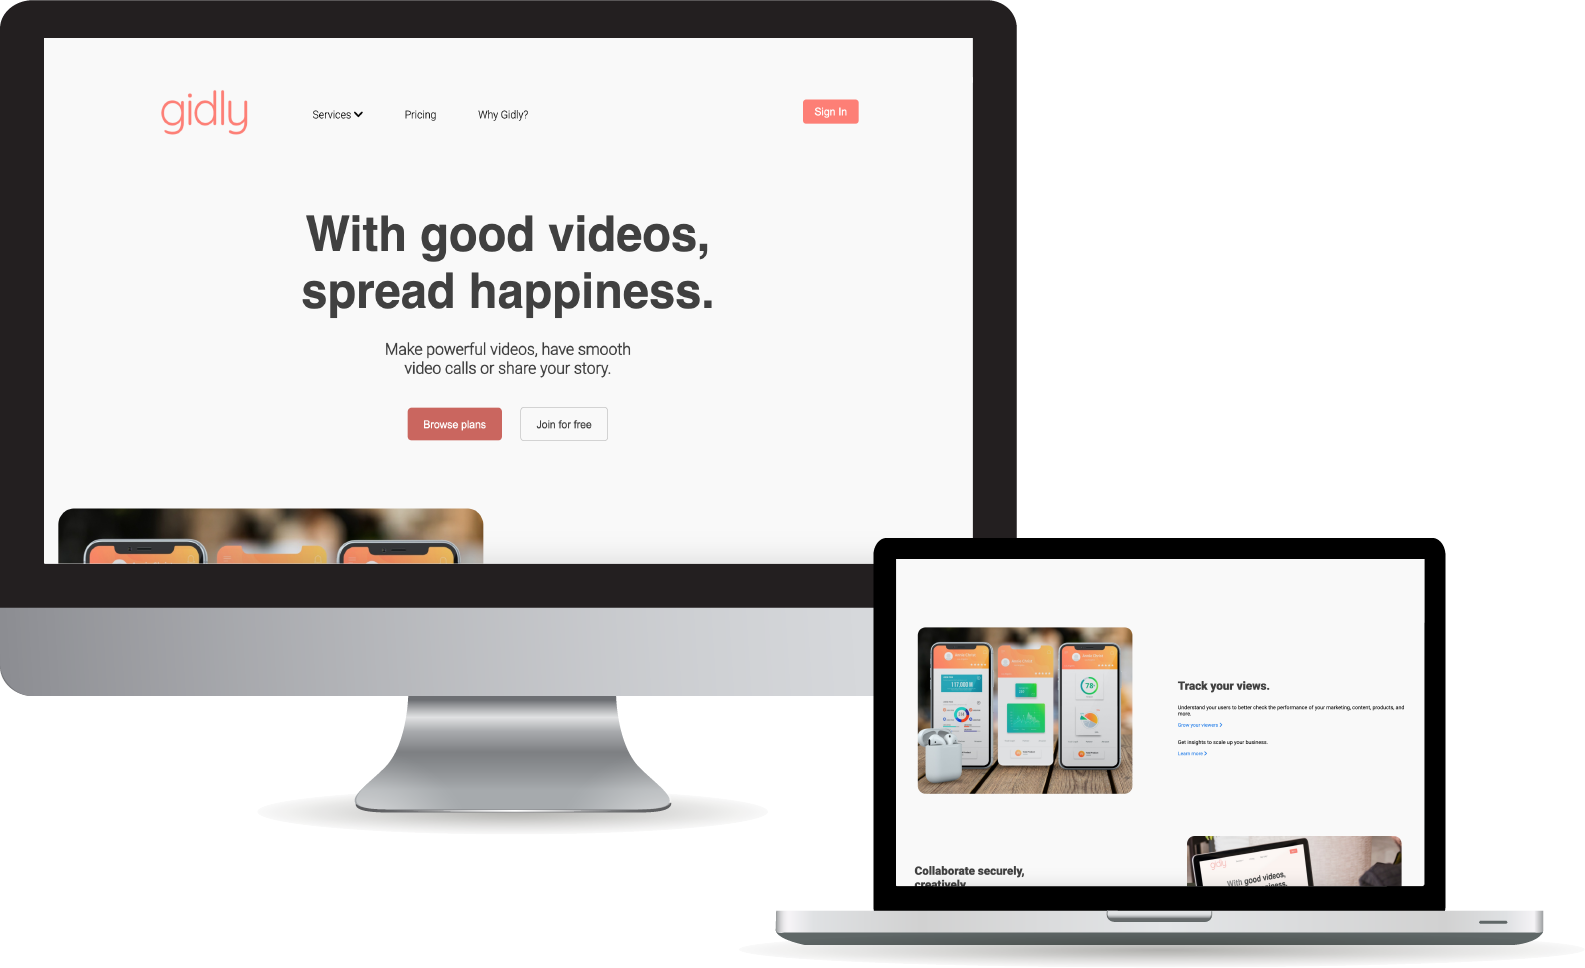 gidly
Services
Pricing
Why Gidly?
Sign In
With good videos,
spread happiness.
Make powerful videos, have smooth
video calls or share your story.
Browse plans
Join for free
117,000 M
78
Track your views.
Understand your users to better check the performance of your marketing, content, products, and
more.
Grow your viewers
Get insights to scale up your business.
Learn more
Collaborate securely,
creatively
gidly
With good videos,